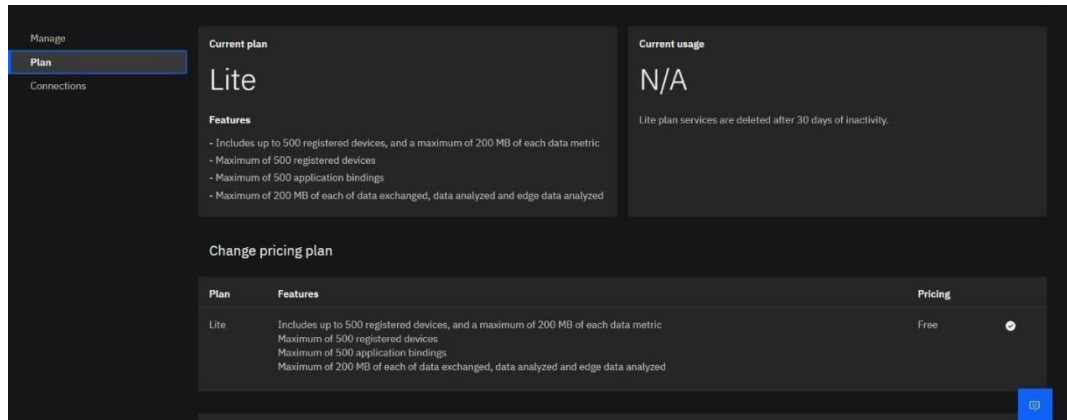 Manage
Plan
Connections
Current plan
Lite
Features
- Includes up to 500 registered devices, and a maximum of 200 MB of each data metric
- Maximum of 500 registered devices
- Maximum of 500 application bindings
- Maximum of 200 MB of each of data exchanged, data analyzed and edge data analyzed
Current usage
N/A
Lite plan services are deleted after 30 days of inactivity.
Change pricing plan
Plan Features Pricing
Lite Includes up to 500 registered devices, and a maximum of 200 MB of each data metric Free
Maximum of 500 registered devices
Maximum of 500 application bindings
Maximum of 200 MB of each of data exchanged, data analyzed and edge data analyzed